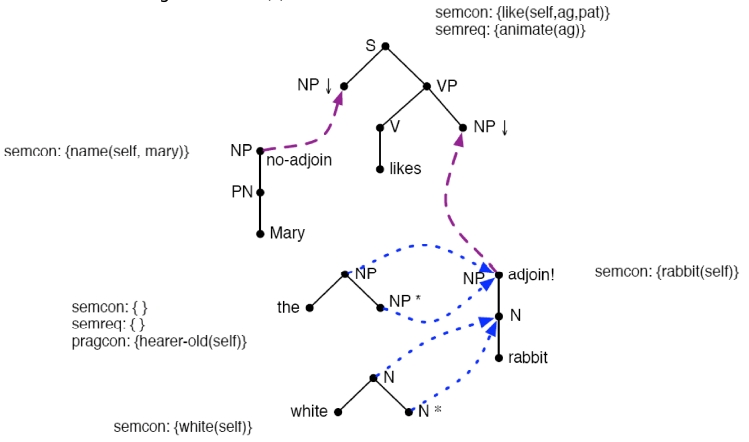 semcon: {like(self,ag,pat)}
semreq: {animate(ag)}
S
NP ↓
VP
V
NP ↓
semcon: {name(self, mary)}
NP
no-adjoin
likes
PN
Mary
NP
NP
adjoin!
semcon: {rabbit(self)}
the
NP *
semcon: { }
semreq: { }
pragcon: {hearer-old(self)}
N
rabbit
N
white
N *
semcon: {white(self)}